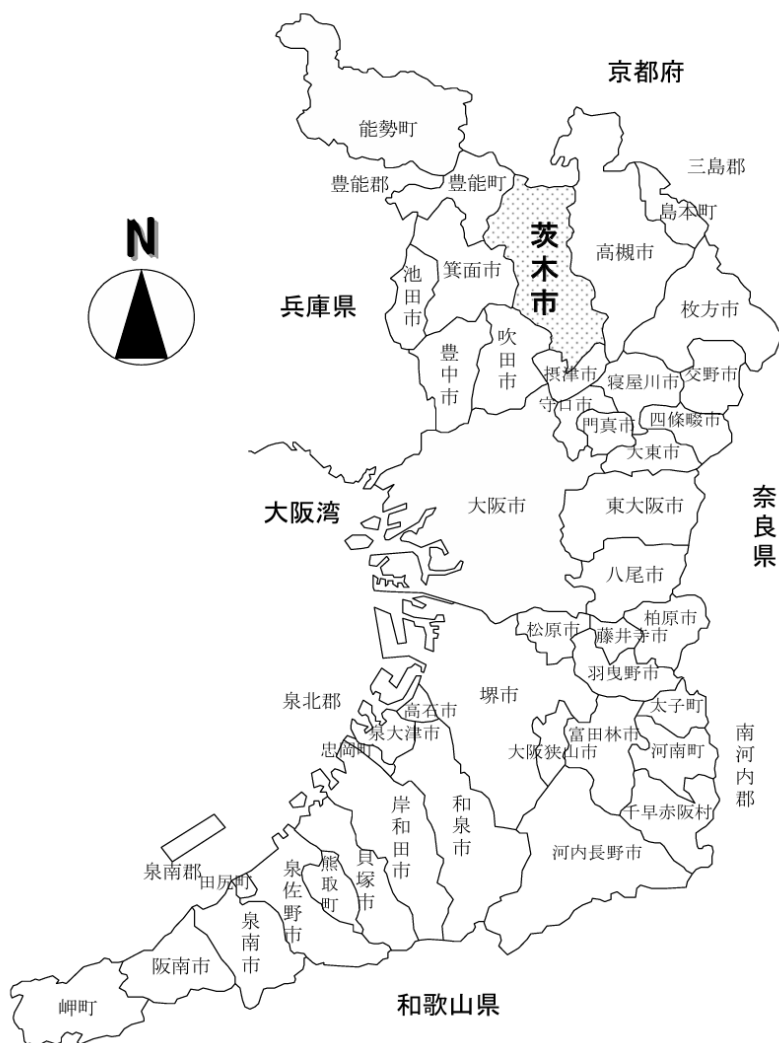 京都府
能勢町
三島郡
豊能郡
豊能町
島本町
N
茨木市
高槻市
池田市
箕面市
兵庫県
枚方市
豊中市
吹田市
摂津市
寝屋川市
交野市
守口市
門真市
四條畷市
大東市
大阪湾
大阪市
東大阪市
奈良県
八尾市
松原市
藤井寺市
柏原市
羽曳野市
泉北郡
高石市
堺市
太子町
泉大津市
忠岡町
大阪狭山市
富田林市
河南町
南河内郡
千早赤阪村
岸和田市
和泉市
河内長野市
泉南郡
田尻町
泉佐野市
熊取町
貝塚市
泉南市
阪南市
岬町
和歌山県